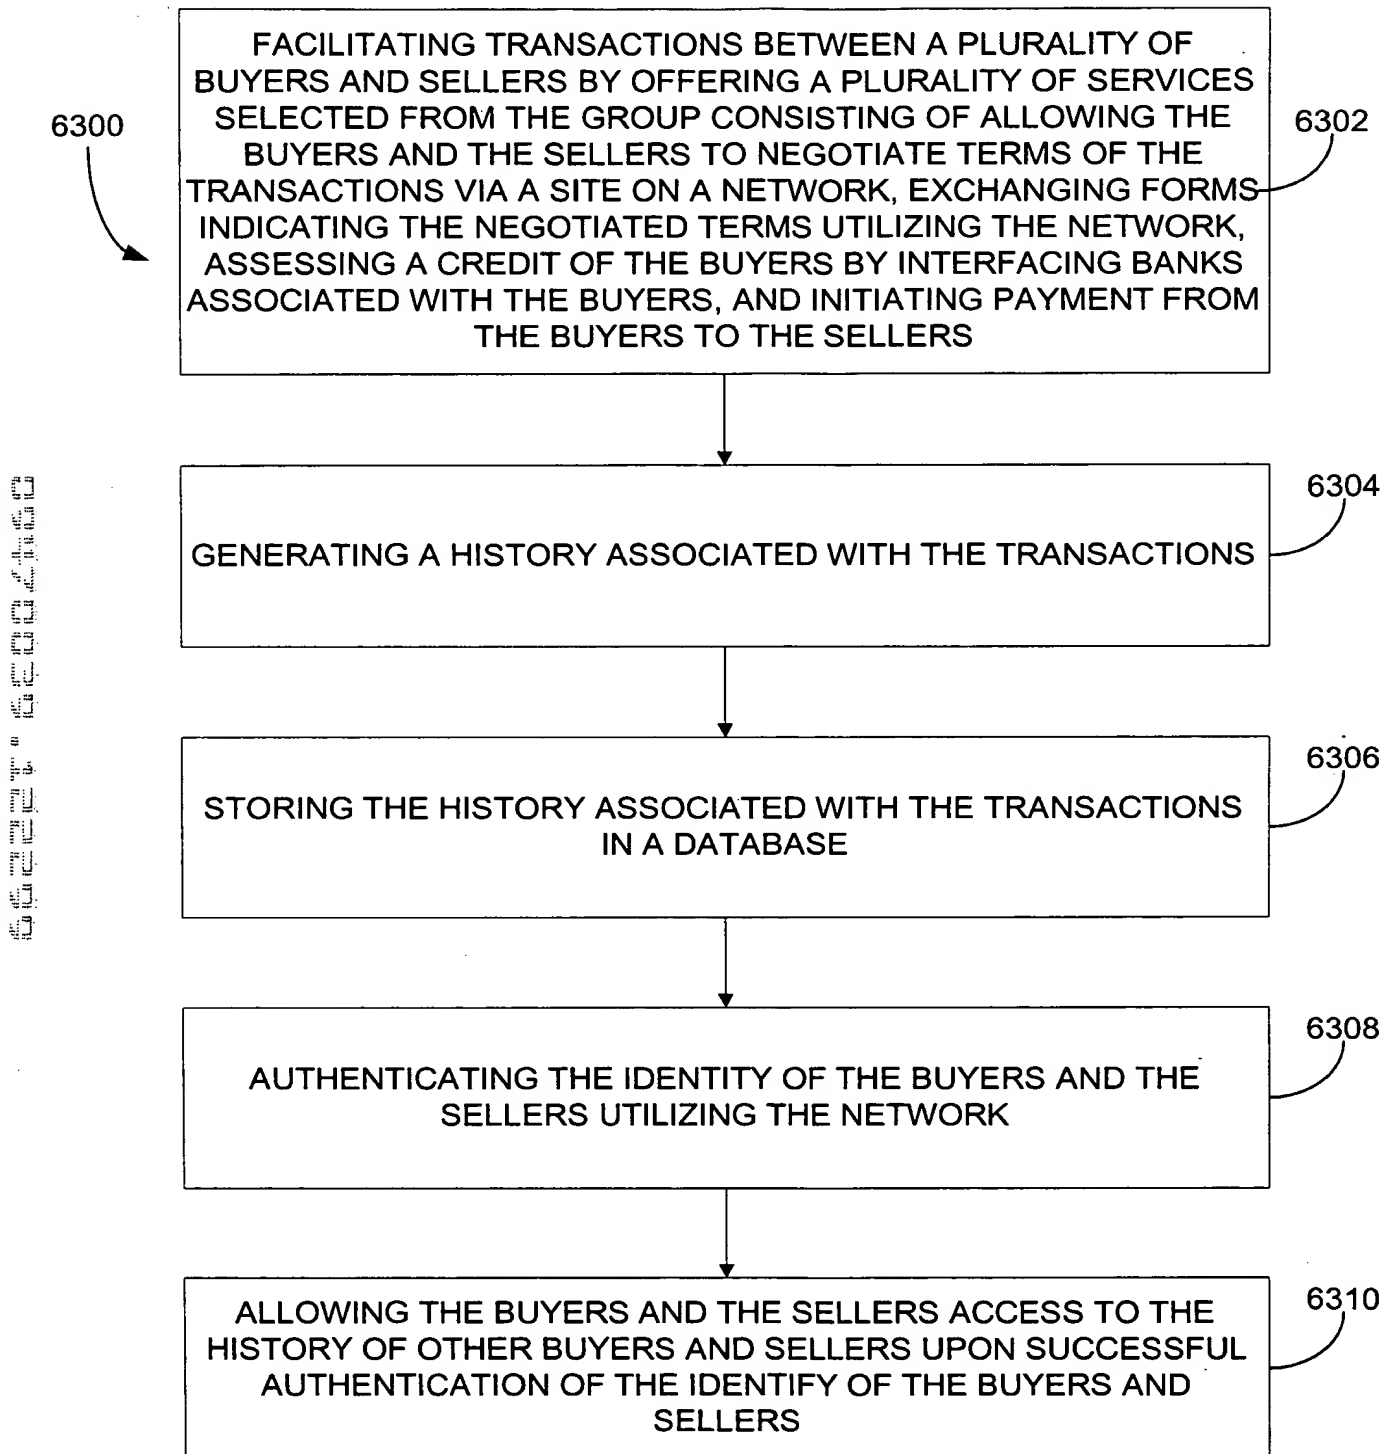 6300
FACILITATING TRANSACTIONS BETWEEN A PLURALITY OF
BUYERS AND SELLERS BY OFFERING A PLURALITY OF SERVICES
SELECTED FROM THE GROUP CONSISTING OF ALLOWING THE
BUYERS AND THE SELLERS TO NEGOTIATE TERMS OF THE
TRANSACTIONS VIA A SITE ON A NETWORK, EXCHANGING FORMS
INDICATING THE NEGOTIATED TERMS UTILIZING THE NETWORK,
ASSESSING A CREDIT OF THE BUYERS BY INTERFACING BANKS
ASSOCIATED WITH THE BUYERS, AND INITIATING PAYMENT FROM
THE BUYERS TO THE SELLERS
6302
GENERATING A HISTORY ASSOCIATED WITH THE TRANSACTIONS
6304
STORING THE HISTORY ASSOCIATED WITH THE TRANSACTIONS
IN A DATABASE
6306
AUTHENTICATING THE IDENTITY OF THE BUYERS AND THE
SELLERS UTILIZING THE NETWORK
6308
ALLOWING THE BUYERS AND THE SELLERS ACCESS TO THE
HISTORY OF OTHER BUYERS AND SELLERS UPON SUCCESSFUL
AUTHENTICATION OF THE IDENTIFY OF THE BUYERS AND
SELLERS
6310